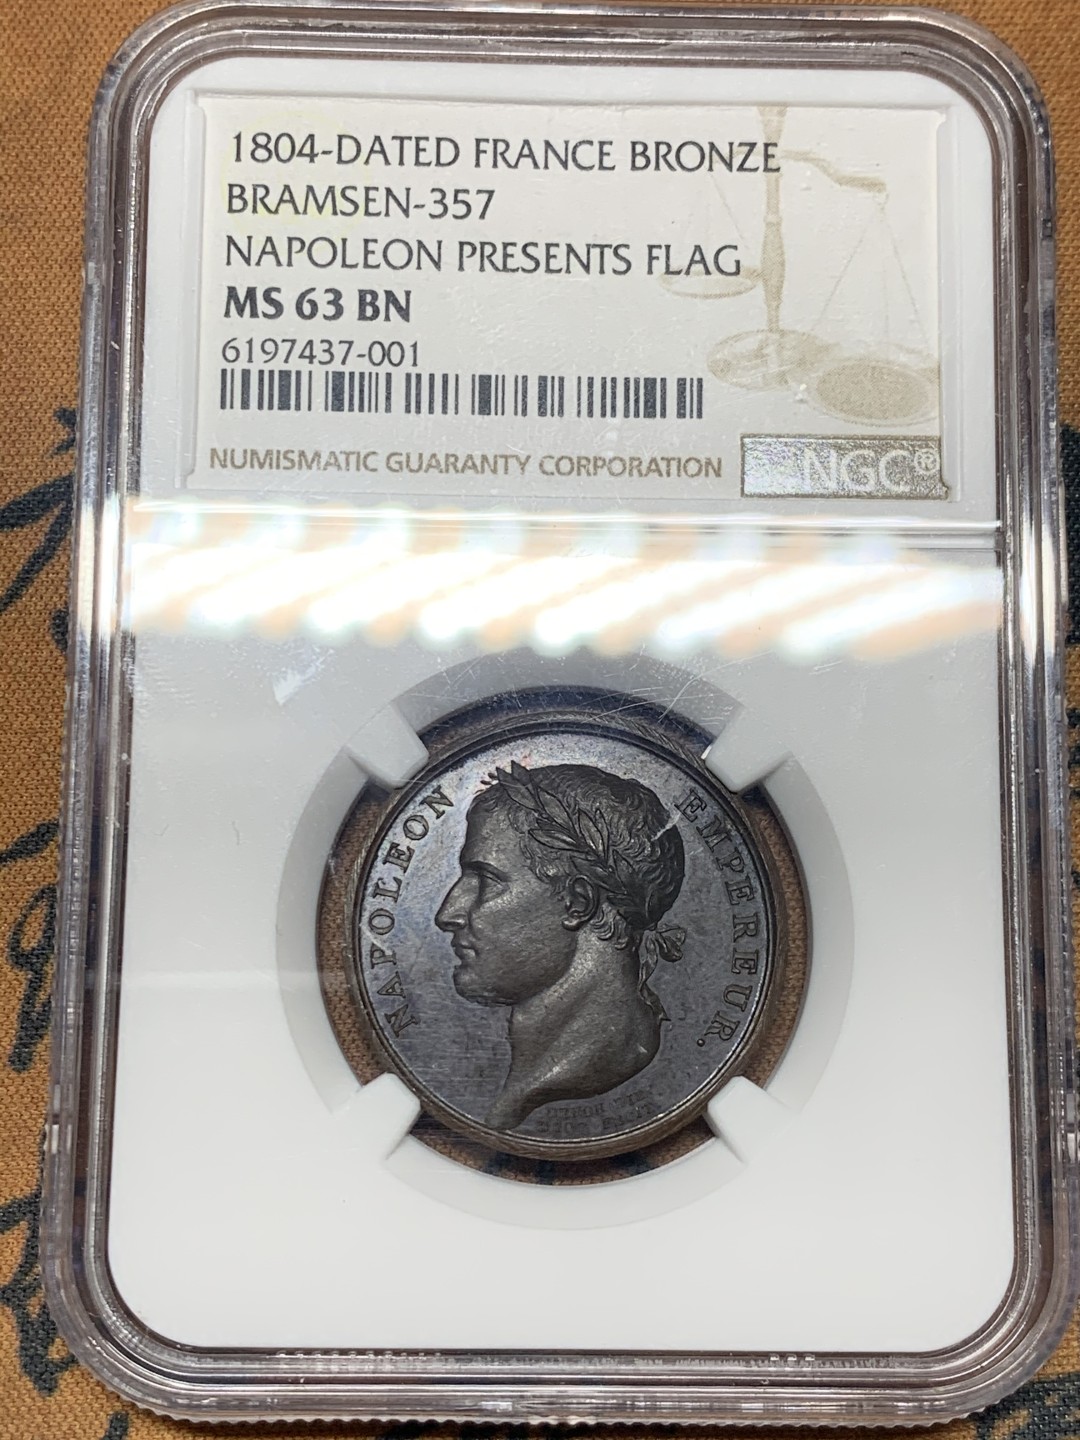 1804-DATED FRANCE BRONZE
BRAMSEN-357
NAPOLEON PRESENTS FLAG
MS 63 BN
6197437-001
NUMISMATIC GUARANTY CORPORATION
NGC®
NAPOLEON
EMPEREUR.